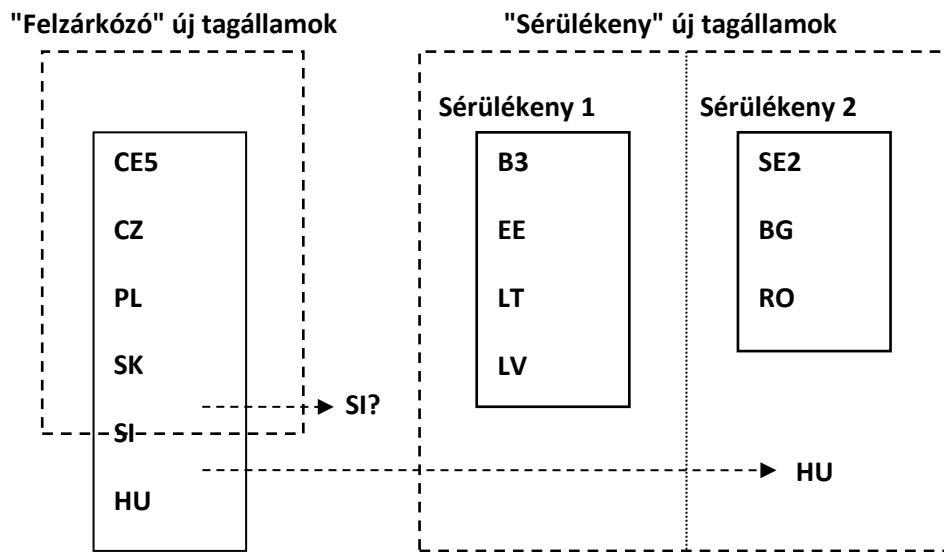 "Felzárkózó" új tagállamok
"Sérülékeny" új tagállamok
Sérülékeny 1
Sérülékeny 2
CE5
CZ
PL
SK
SI
HU
SI?
B3
EE
LT
LV
SE2
BG
RO
HU